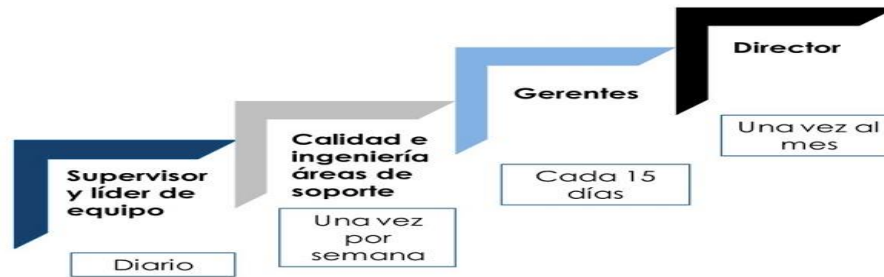 Supervisor
y líder de
equipo
Diario
Calidad e
ingeniería
áreas de
soporte
Una vez
por
semana
Gerentes
Cada 15
días
Director
Una vez al
mes